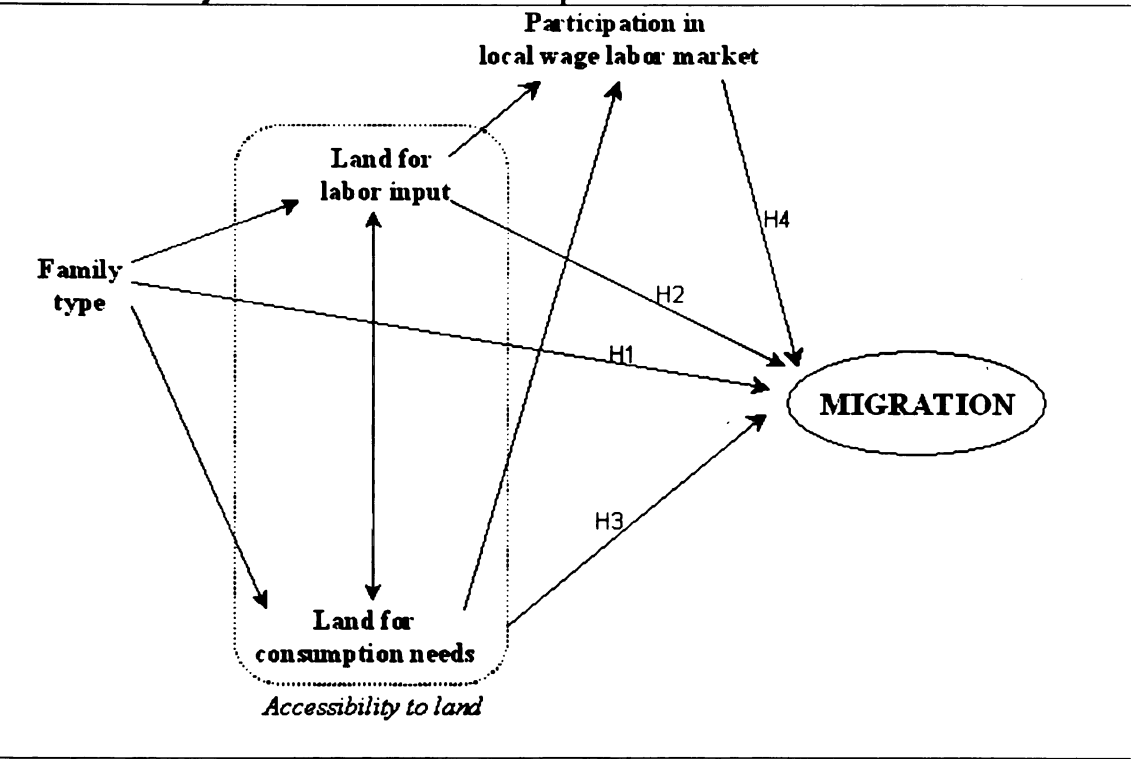 Participation in
local wage labor market
Land for
labor input
H4
Family
type
H2
H1
MIGRATION
H3
Land for
consumption needs
Accessibility to land